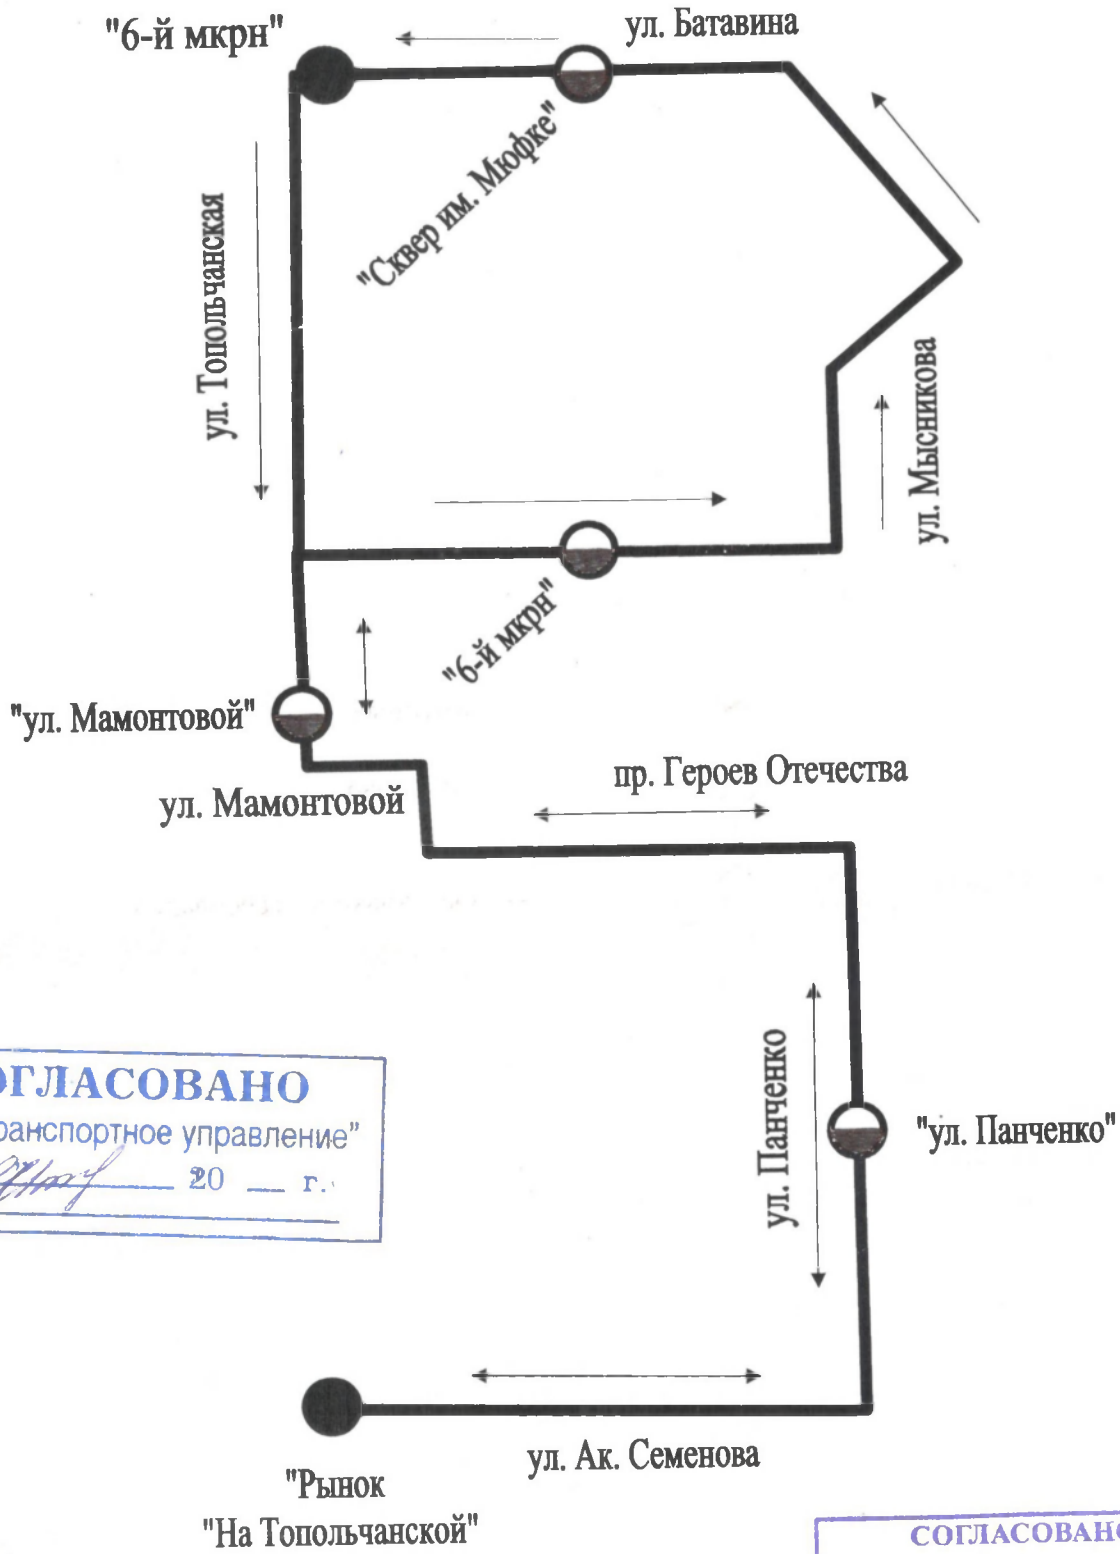 "6-й мкрн"
ул. Батавина
"Сквер им. Мюфке"
ул. Топольчанская
ул. Мысникова
"6-й мкрн"
"ул. Мамонтовой"
ул. Мамонтовой
пр. Героев Отечества
ул. Панченко
"ул. Панченко"
ОГЛАСОВАНО
ранспортное управление"
20 __ г.
ул. Ак. Семенова
"Рынок
"На Топольчанской"
СОГЛАСОВАНО